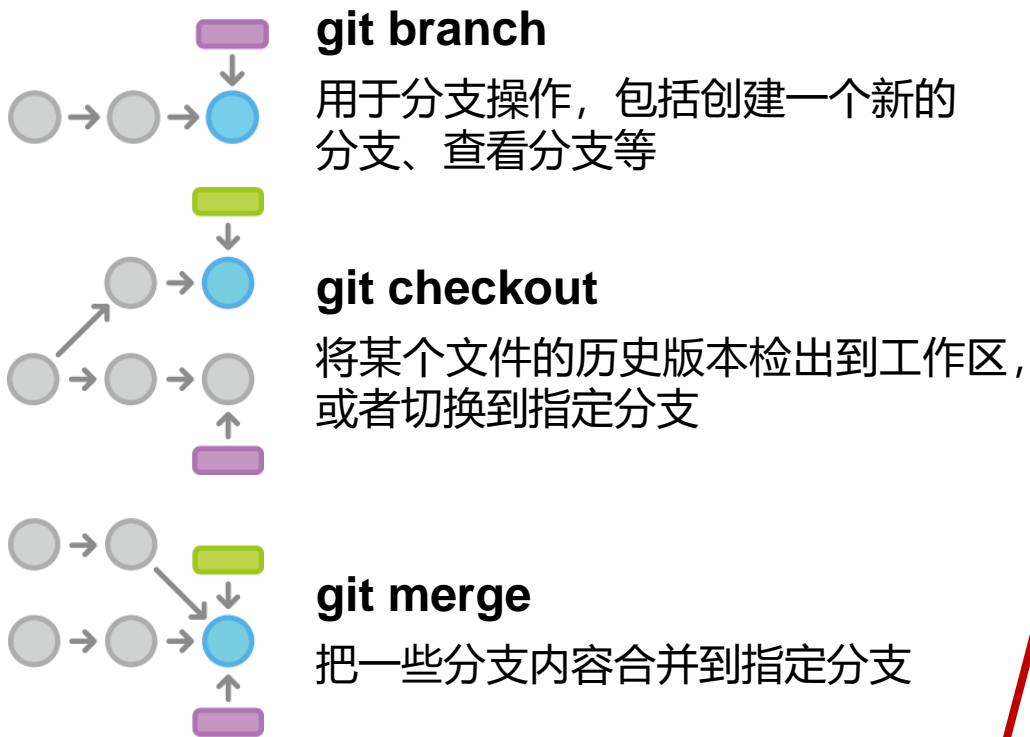 git branch
用于分支操作，包括创建一个新的
分支、查看分支等
git checkout
将某个文件的历史版本检出到工作区，
或者切换到指定分支
git merge
把一些分支内容合并到指定分支